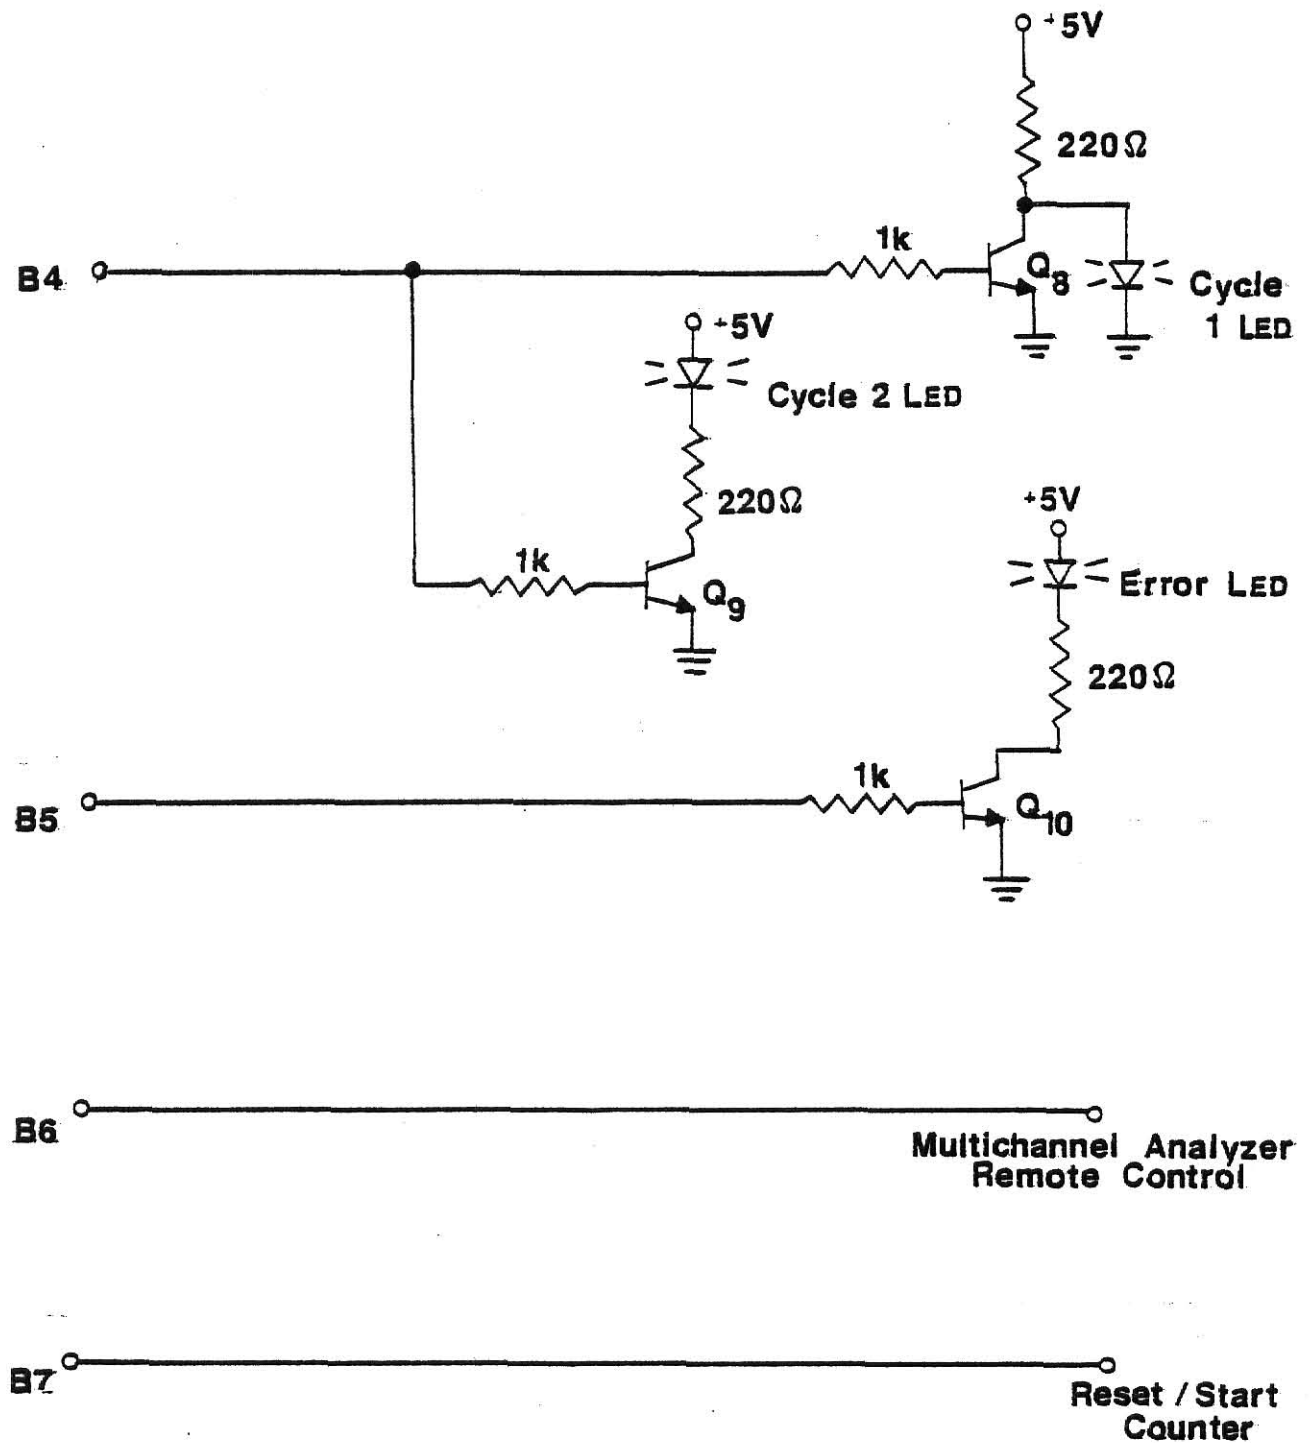 +5V
220Ω
1k
B4
Q8
Cycle
1 LED
+5V
Cycle 2 LED
220Ω
+5V
1k
Error LED
Q9
220Ω
1k
B5
Q10
B6
Multichannel Analyzer
Remote Control
B7
Reset / Start
Counter